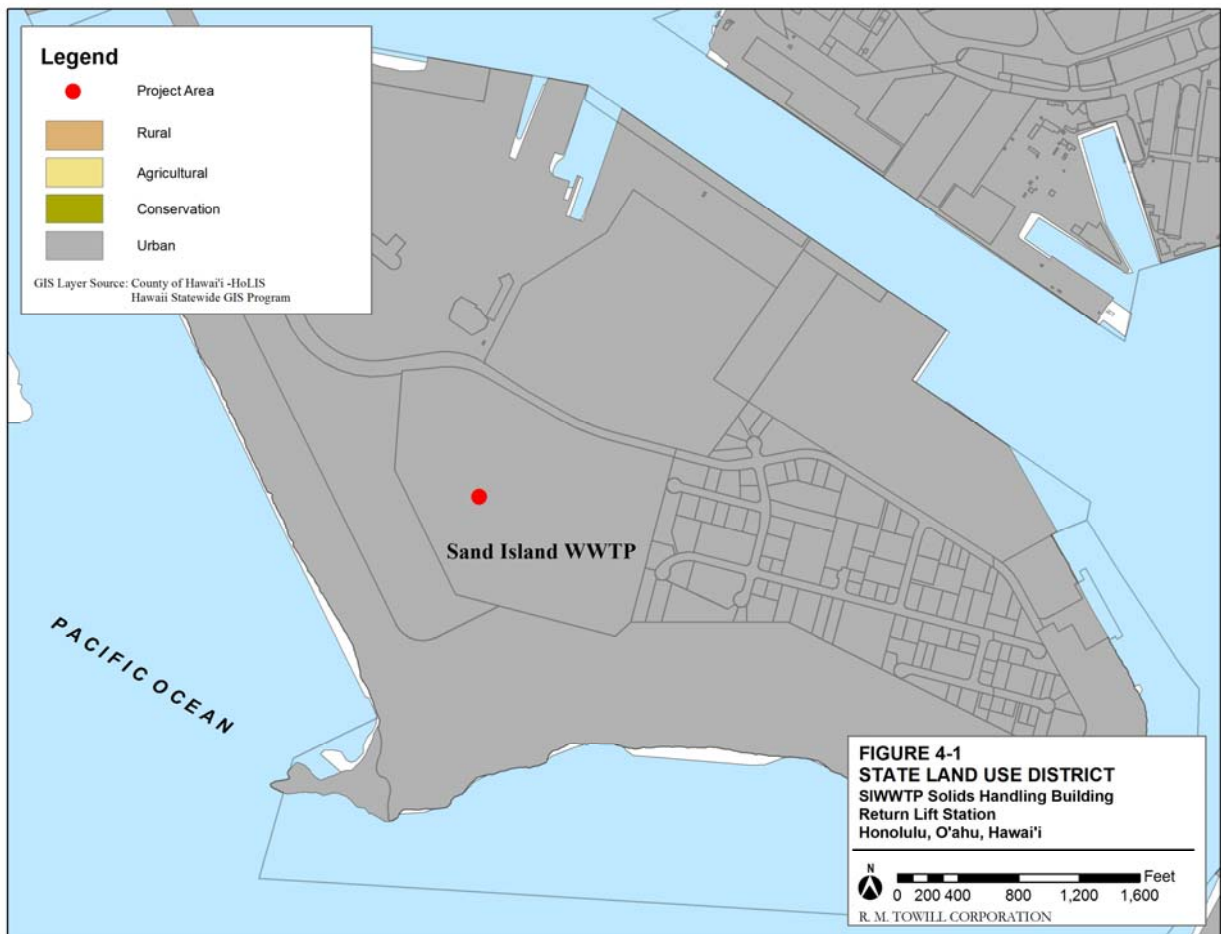 Legend
Project Area
Rural
Agricultural
Conservation
Urban
GIS Layer Source: County of Hawai'i -HoLIS
Hawaii Statewide GIS Program
Sand Island WWTP
PACIFIC OCEAN
FIGURE 4-1
STATE LAND USE DISTRICT
SIWWTP Solids Handling Building
Return Lift Station
Honolulu, O'ahu, Hawai'i
N
Feet
0 200 400 800 1,200 1,600
R. M. TOWILL CORPORATION